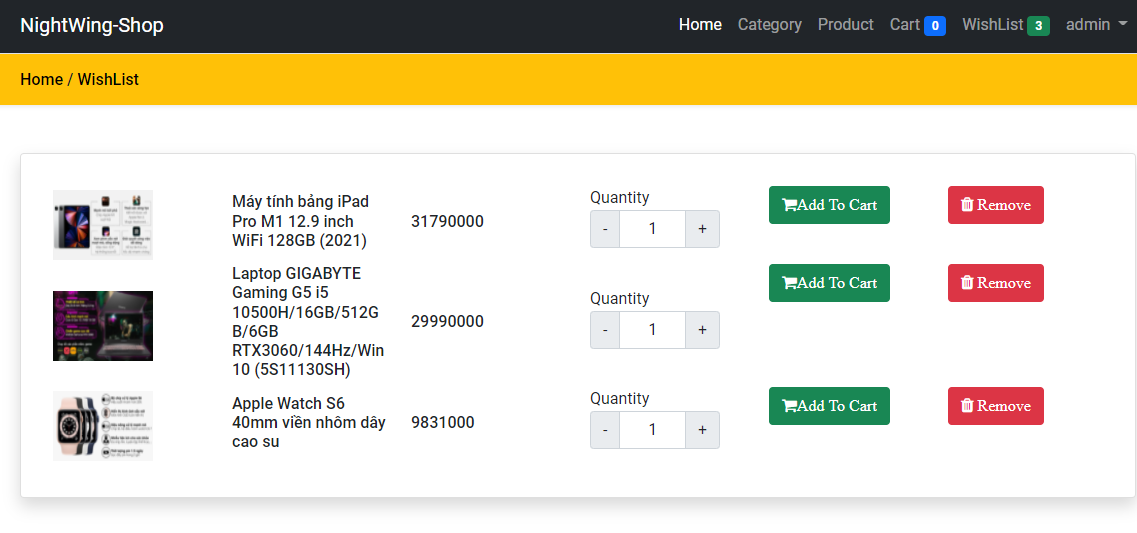 NightWing-Shop
Home Category Product Cart 0 WishList 3 admin
Home / WishList
Máy tính bảng iPad
Pro M1 12.9 inch
WiFi 128GB (2021)
31790000
Quantity
- 1 +
Add To Cart
Remove
Laptop GIGABYTE
Gaming G5 i5
10500H/16GB/512G
B/6GB
RTX3060/144Hz/Win
10 (5S11130SH)
29990000
Quantity
- 1 +
Add To Cart
Remove
Apple Watch S6
40mm viền nhôm dây
cao su
9831000
Quantity
- 1 +
Add To Cart
Remove